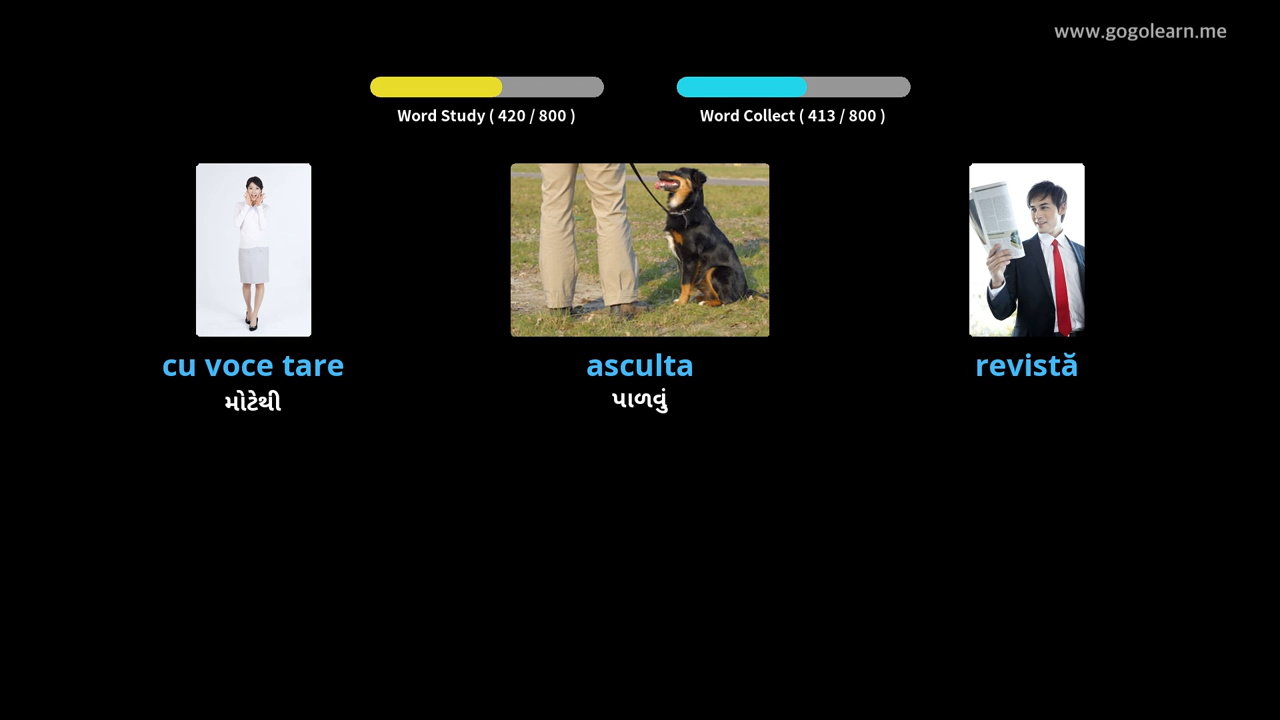 www.gogolearn.me
Word Study ( 420 / 800 )
Word Collect ( 413 / 800 )
cu voce tare
asculta
revistă
મોટેથી
પાળવું